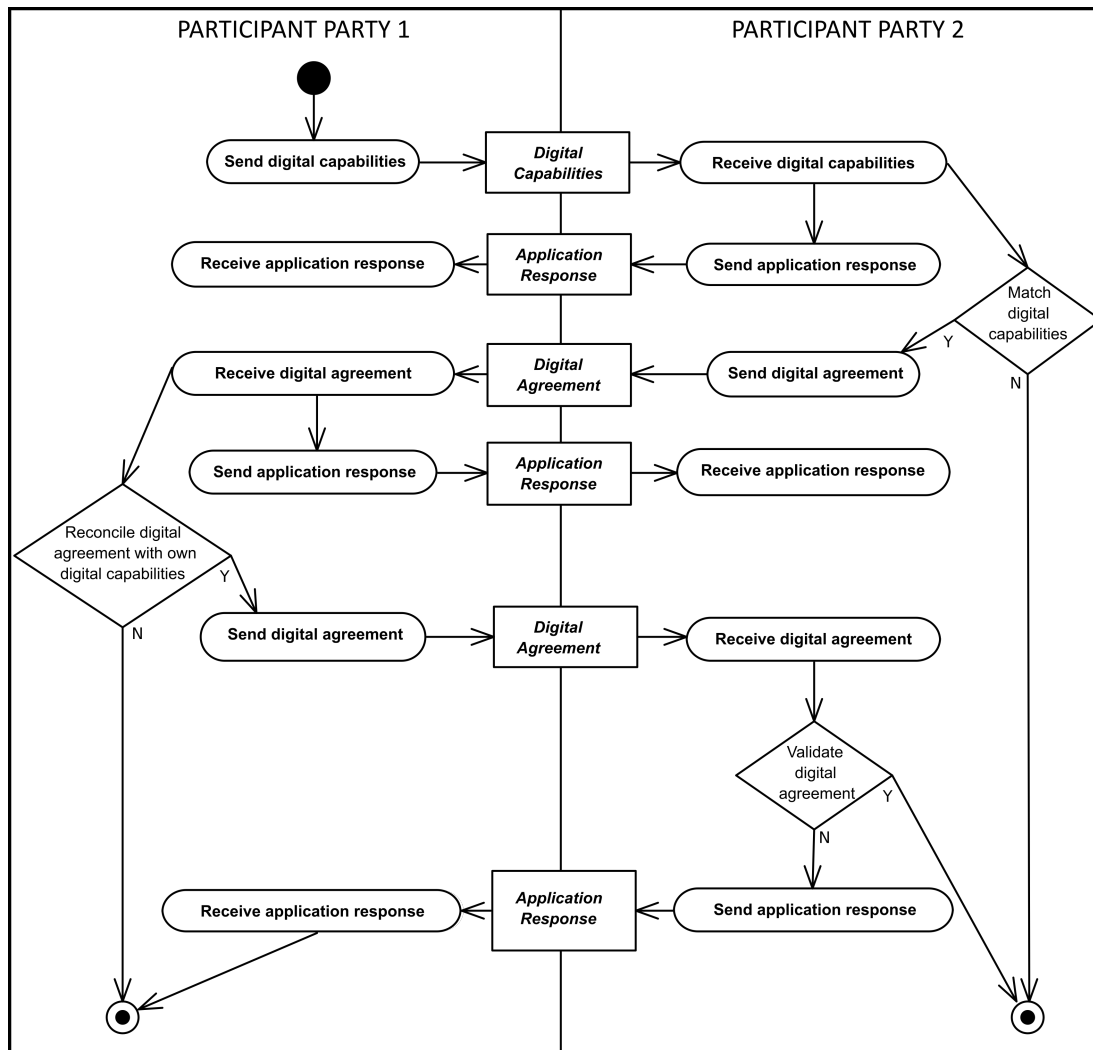 PARTICIPANT PARTY 1
PARTICIPANT PARTY 2
Send digital capabilities
Digital
Capabilities
Receive digital capabilities
Receive application response
Application
Response
Send application response
Match
digital
capabilities
Y
N
Receive digital agreement
Digital
Agreement
Send digital agreement
Send application response
Application
Response
Receive application response
Reconcile digital
agreement with own
digital capabilities
Y
N
Send digital agreement
Digital
Agreement
Receive digital agreement
Validate
digital
agreement
Y
N
Receive application response
Application
Response
Send application response